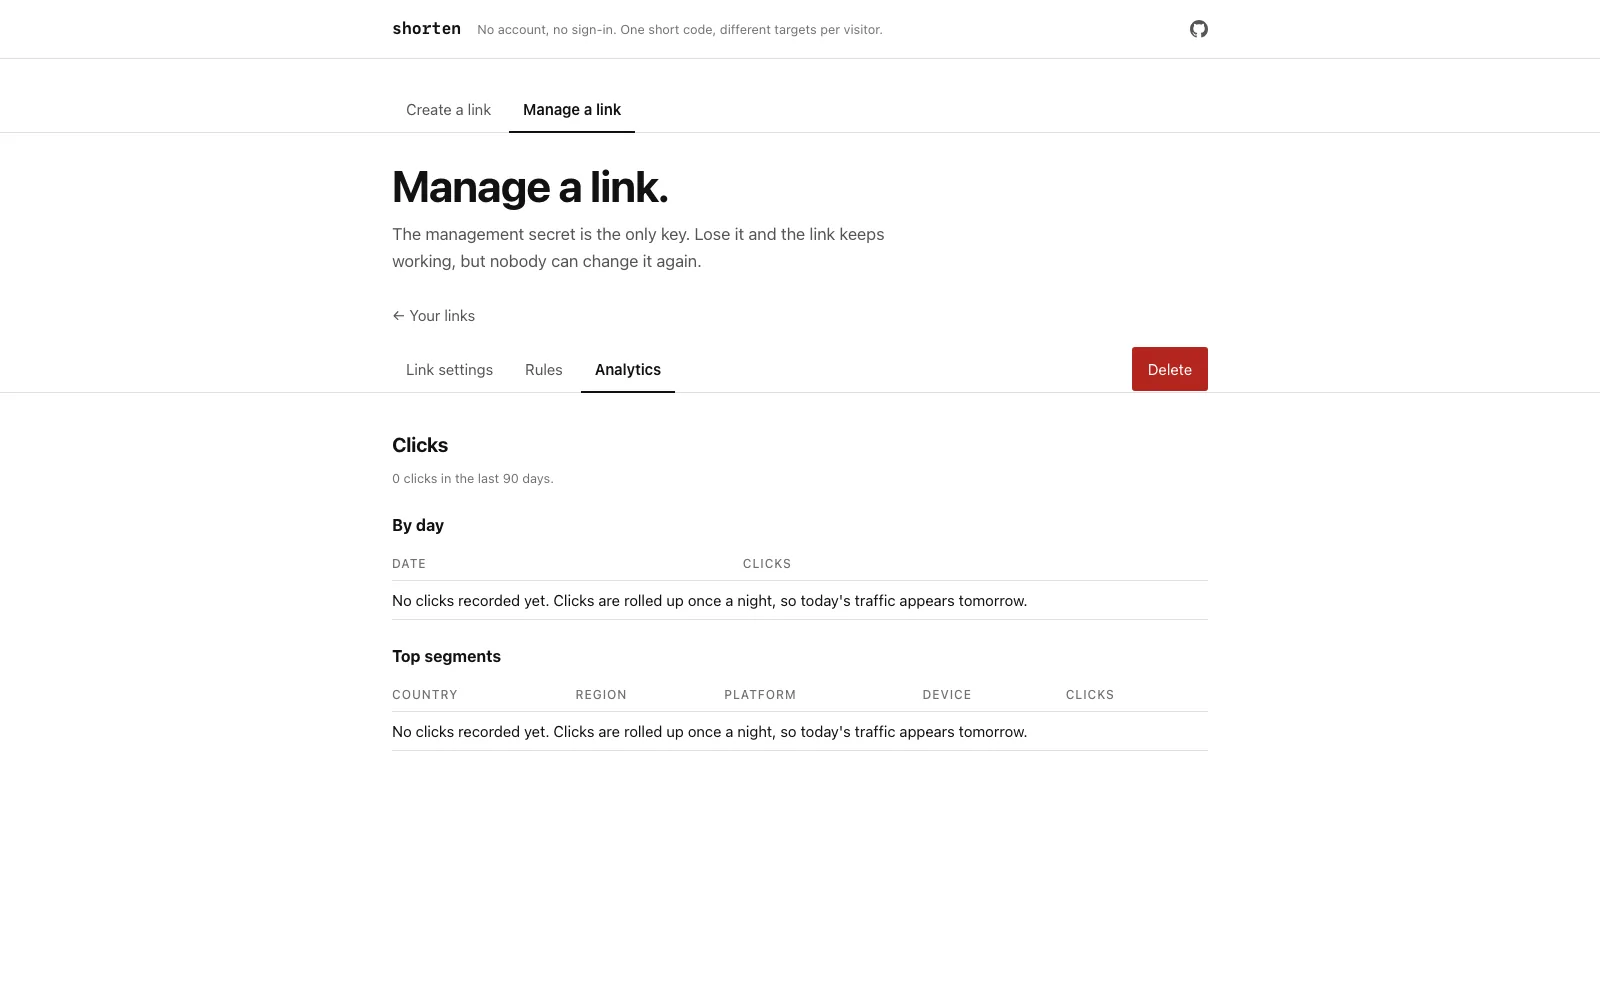 shorten No account, no sign-in. One short code, different targets per visitor.
Create a link Manage a link
Manage a link.
The management secret is the only key. Lose it and the link keeps
working, but nobody can change it again.
← Your links
Link settings Rules Analytics Delete
Clicks
0 clicks in the last 90 days.
By day
DATE CLICKS
No clicks recorded yet. Clicks are rolled up once a night, so today's traffic appears tomorrow.
Top segments
COUNTRY REGION PLATFORM DEVICE CLICKS
No clicks recorded yet. Clicks are rolled up once a night, so today's traffic appears tomorrow.